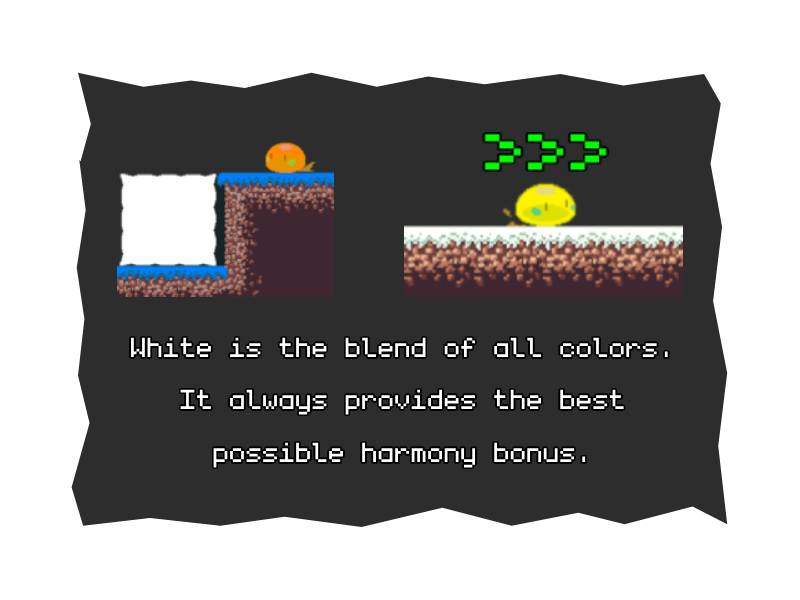 >>>
White is the blend of all colors.
It always provides the best
possible harmony bonus.